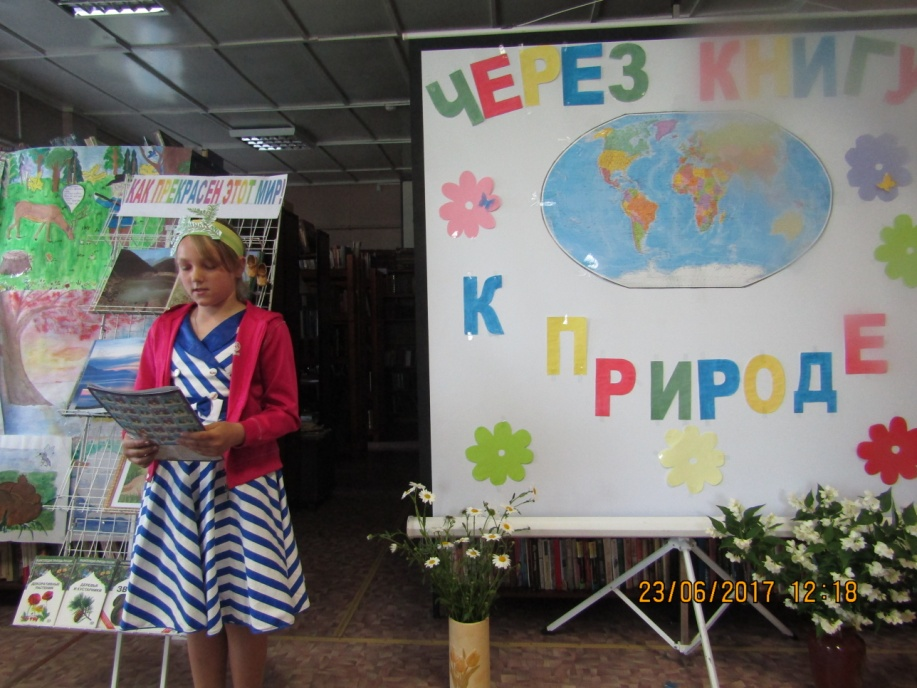 ЧЕРЕЗ КНИГУ
КАК ПРЕКРАСЕН ЭТОТ МИР!
К
ПРИРОДЕ
23/06/2017 12:18